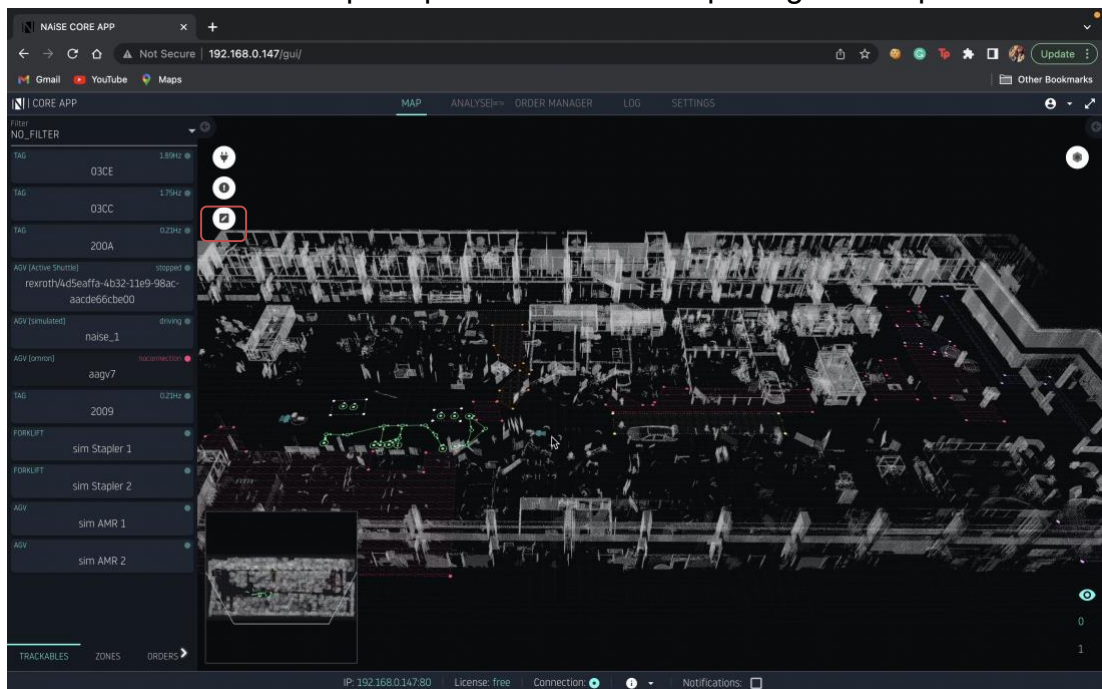 NAiSE CORE APP
Not Secure | 192.168.0.147/gui/
Update
Gmail YouTube Maps
Other Bookmarks
CORE APP
MAP ANALYSE ORDER MANAGER LOG SETTINGS
Filter
NO_FILTER
TAG 1.89Hz
03CE
TAG 1.75Hz
03CC
TAG 0.21Hz
200A
AGV (Active Shuttle) stopped
rexroth/4d5eaffa-4b32-11e9-98ac-
aacde66cbe00
AGV (simulated) driving
naise_1
AGV (omron) noconnection
aagv7
TAG 0.21Hz
2009
FORKLIFT
sim Stapler 1
FORKLIFT
sim Stapler 2
AGV
sim AMR 1
AGV
sim AMR 2
0
1
TRACKABLES ZONES ORDERS
IP: 192.168.0.147:80 License: free Connection: Notifications: